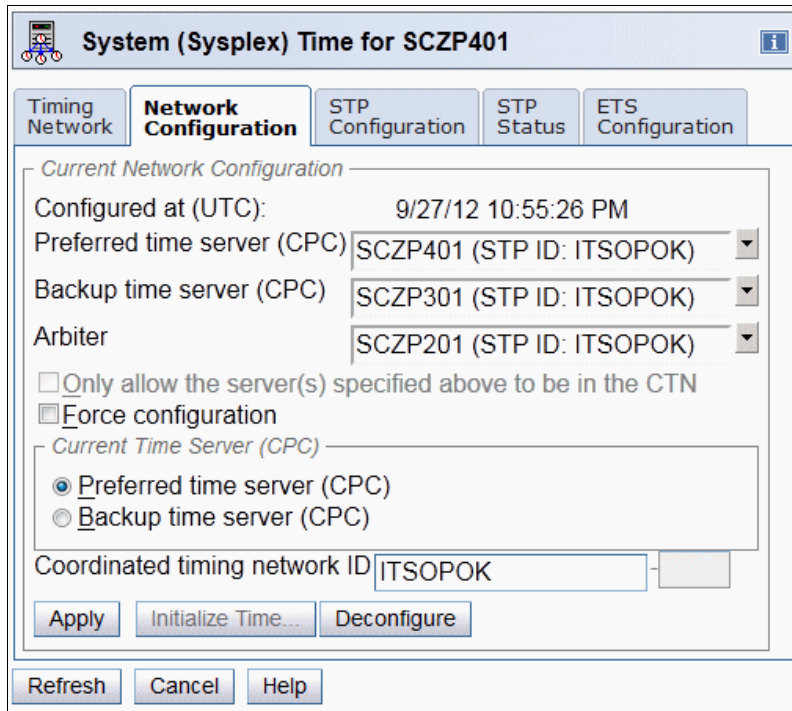 System (Sysplex) Time for SCZP401
i
Timing Network
Network Configuration
STP Configuration
STP Status
ETS Configuration
Current Network Configuration
Configured at (UTC): 9/27/12 10:55:26 PM
Preferred time server (CPC) SCZP401 (STP ID: ITSOPOK)
Backup time server (CPC) SCZP301 (STP ID: ITSOPOK)
Arbiter SCZP201 (STP ID: ITSOPOK)
Only allow the server(s) specified above to be in the CTN
Force configuration
Current Time Server (CPC)
Preferred time server (CPC)
Backup time server (CPC)
Coordinated timing network ID ITSOPOK -
Apply Initialize Time... Deconfigure
Refresh Cancel Help